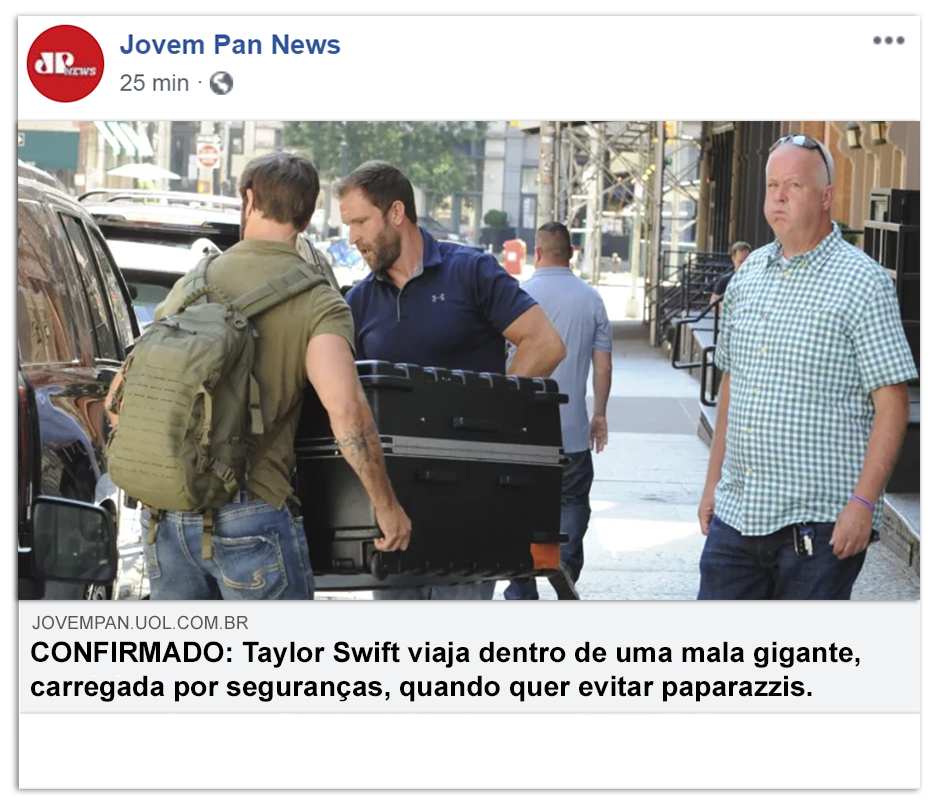 JP NEWS
Jovem Pan News
25 min ·
JOVEMPAN.UOL.COM.BR
CONFIRMADO: Taylor Swift viaja dentro de uma mala gigante,
carregada por seguranças, quando quer evitar paparazzis.